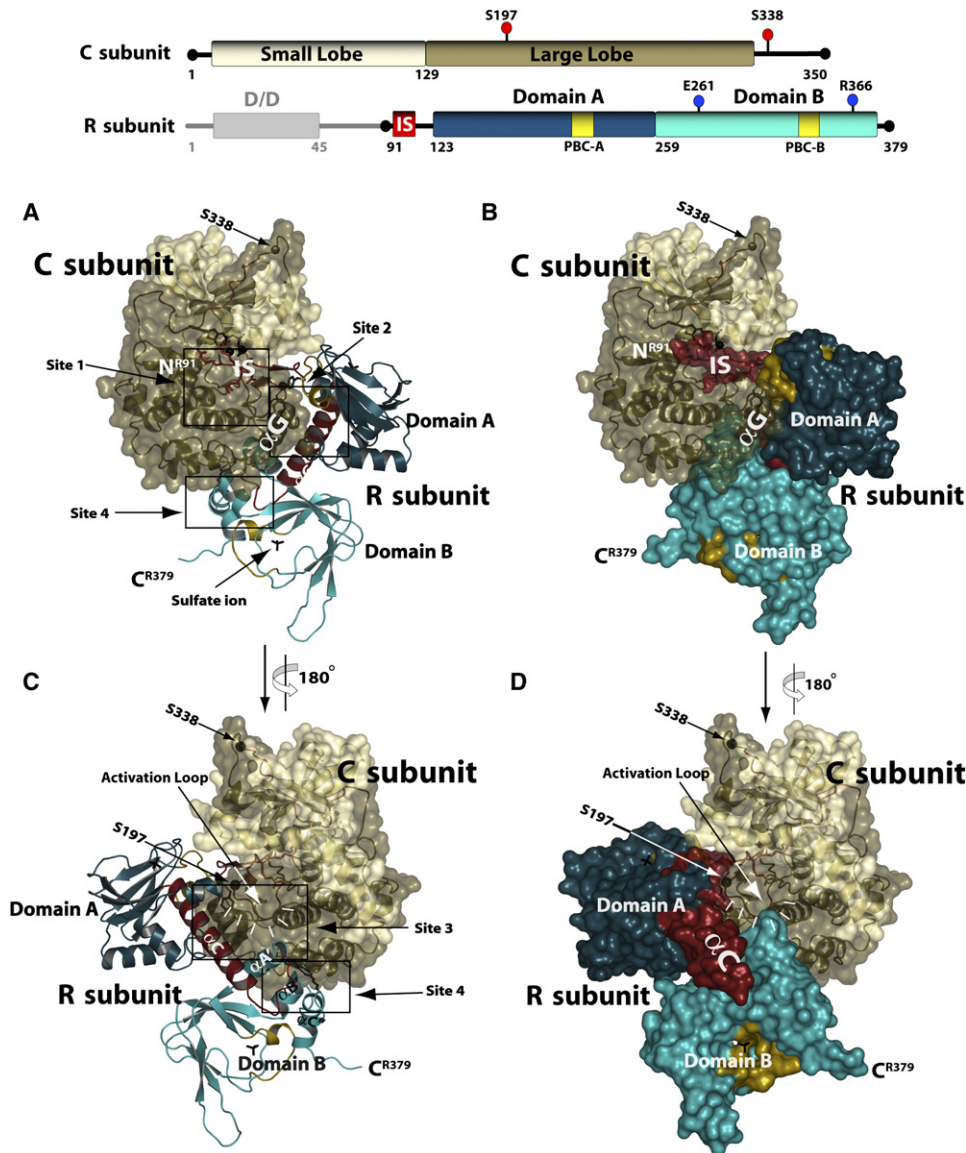 S197 S338
C subunit Small Lobe Large Lobe
1 129 350
D/D Domain A E261 Domain B R366
R subunit IS
1 45 91 123 PBC-A 259 PBC-B 379
A
S338
C subunit
Site 2
Site 1
N^R91
IS
αG
Domain A
αC
R subunit
Site 4
Domain B
C^R379
Sulfate ion
B
S338
C subunit
N^R91
IS
αG
Domain A
R subunit
Domain B
C^R379
180°
180°
C
S338
C subunit
Activation Loop
S197
Domain A
αC
Site 3
αA
R subunit
αB
Site 4
αC
Domain B
C^R379
D
S338
C subunit
Activation Loop
S197
Domain A
αC
R subunit
Domain B
C^R379